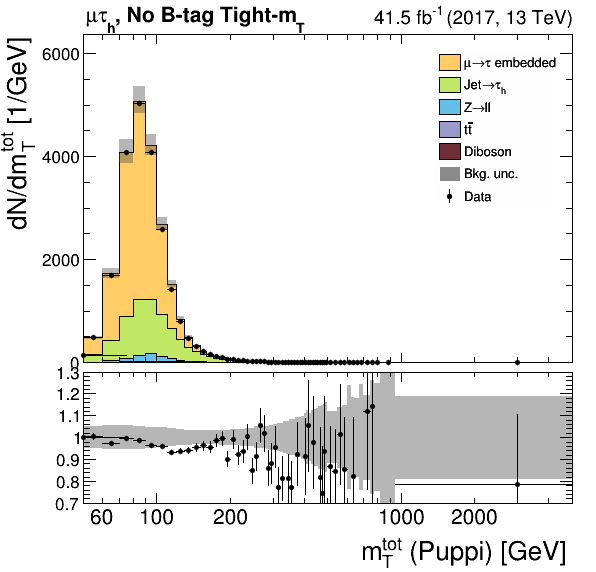 μτh, No B-tag Tight-mT 41.5 fb-1 (2017, 13 TeV)
dN/dmTtot [1/GeV]
6000
4000
2000
0
μ→τ embedded
Jet→τh
Z→ll
tt̄
Diboson
Bkg. unc.
Data
1.3
1.2
1.1
1
0.9
0.8
0.7
60 100 200 1000 2000
mTtot (Puppi) [GeV]